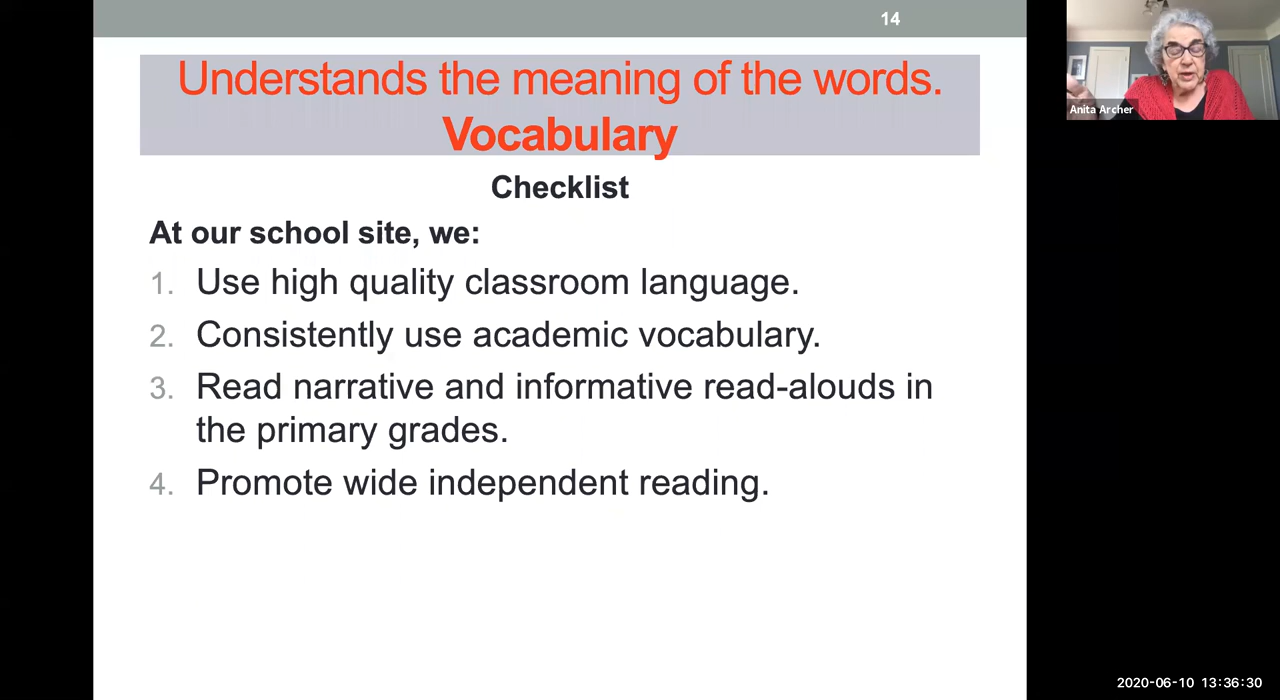 14
Understands the meaning of the words.
Vocabulary
Checklist
At our school site, we:
1. Use high quality classroom language.
2. Consistently use academic vocabulary.
3. Read narrative and informative read-alouds in
the primary grades.
4. Promote wide independent reading.
Anita Archer
2020-06-10 13:36:30